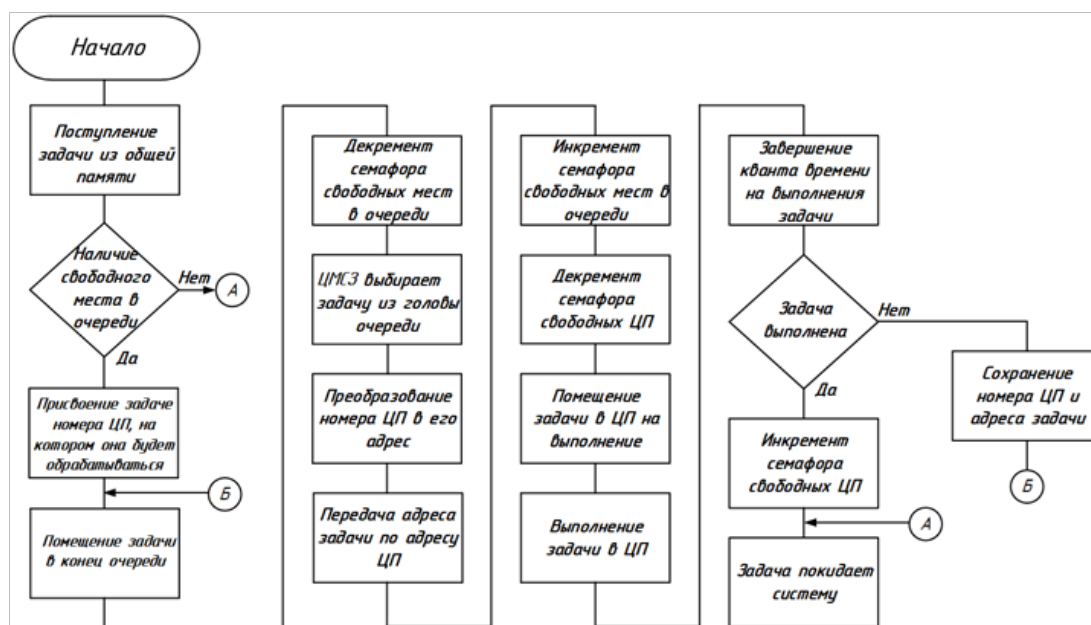 Начало
Поступление
задачи из общей
памяти
Наличие
свободного
места в
очереди
Нет
А
Да
Присвоение задаче
номера ЦП, на
котором она будет
обрабатываться
Б
Помещение задачи
в конец очереди
Декремент
семафора
свободных мест
в очереди
ЦМСЗ выбирает
задачу из головы
очереди
Преобразование
номера ЦП в его
адрес
Передача адреса
задачи по адресу
ЦП
Инкремент
семафора
свободных мест в
очереди
Декремент
семафора
свободных ЦП
Помещение
задачи в ЦП на
выполнение
Выполнение
задачи в ЦП
Завершение
кванта времени
на выполнения
задачи
Задача
выполнена
Нет
Да
Сохранение
номера ЦП и
адреса задачи
Б
Инкремент
семафора
свободных ЦП
А
Задача покидает
систему